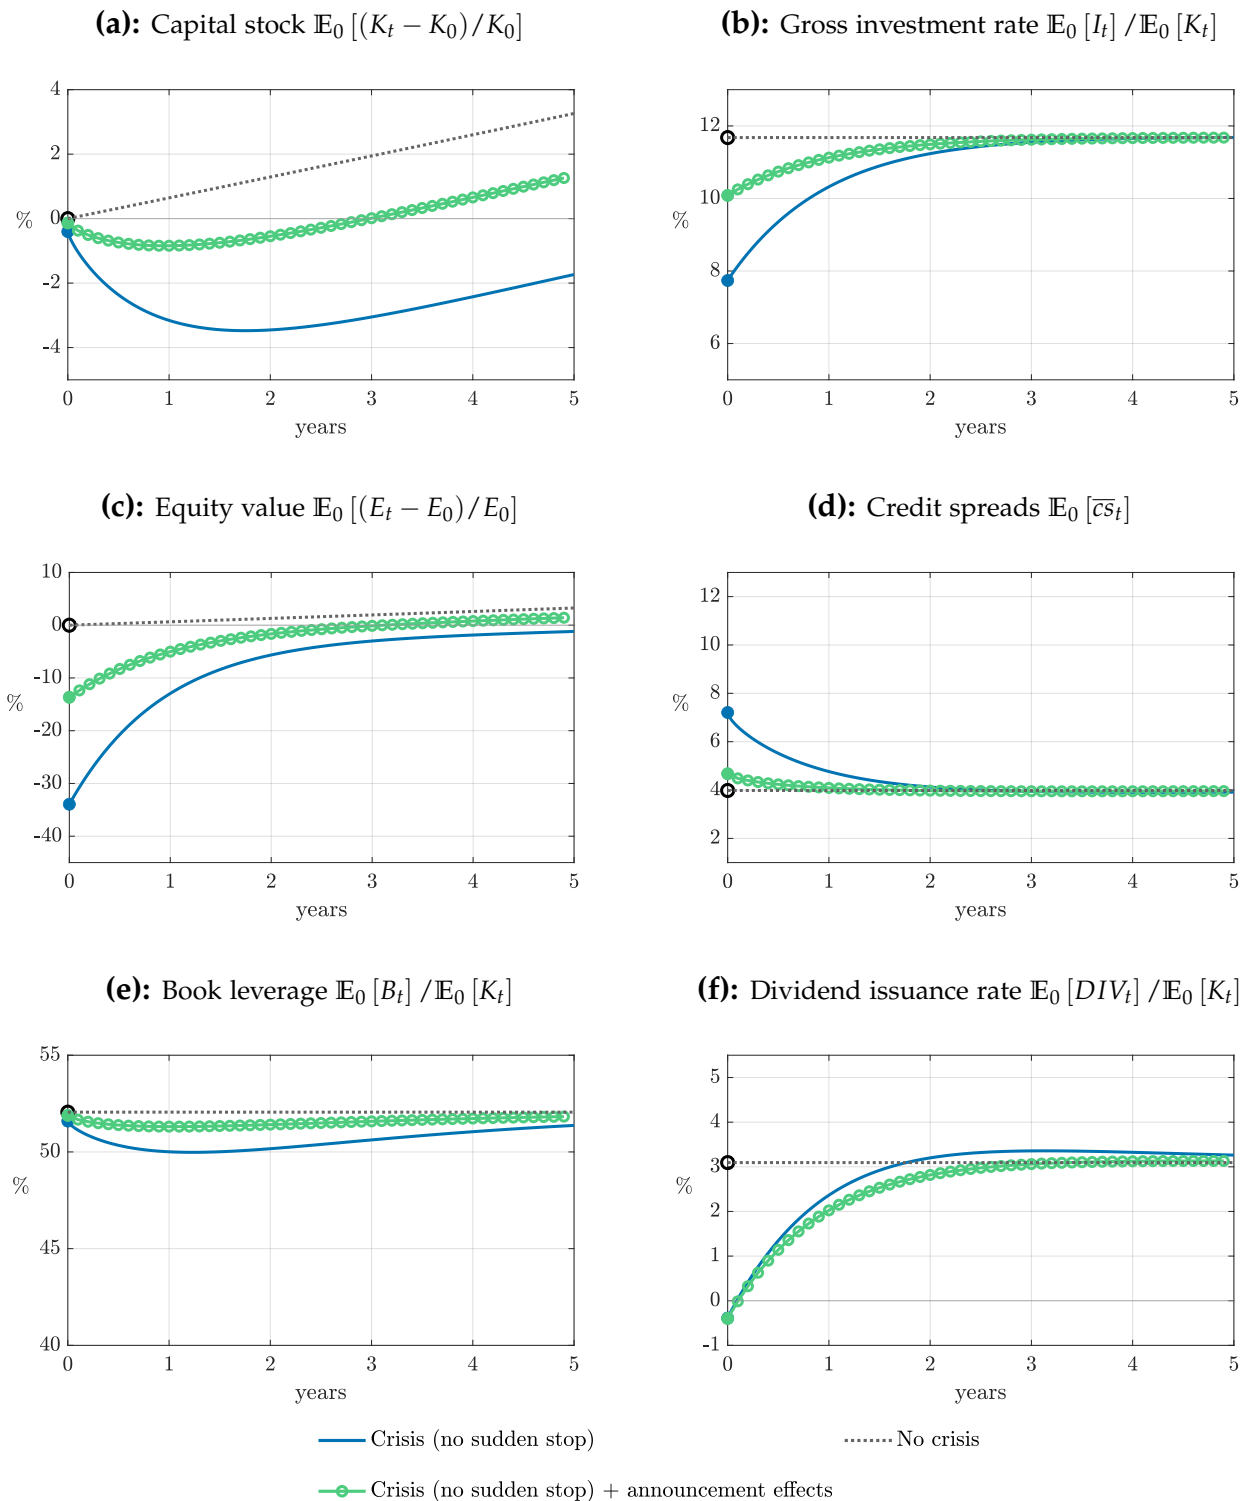 (a): Capital stock 𝔼₀ [(Kₜ − K₀)/K₀]
4
2
0
-2
-4
%
0 1 2 3 4 5
years
(b): Gross investment rate 𝔼₀ [Iₜ] /𝔼₀ [Kₜ]
12
10
8
6
%
0 1 2 3 4 5
years
(c): Equity value 𝔼₀ [(Eₜ − E₀)/E₀]
10
0
-10
-20
-30
-40
%
0 1 2 3 4 5
years
(d): Credit spreads 𝔼₀ [c̅s̅ₜ]
12
10
8
6
4
2
%
0 1 2 3 4 5
years
(e): Book leverage 𝔼₀ [Bₜ] /𝔼₀ [Kₜ]
55
50
45
40
%
0 1 2 3 4 5
years
(f): Dividend issuance rate 𝔼₀ [DIVₜ] /𝔼₀ [Kₜ]
5
4
3
2
1
0
-1
%
0 1 2 3 4 5
years
Crisis (no sudden stop)
No crisis
Crisis (no sudden stop) + announcement effects